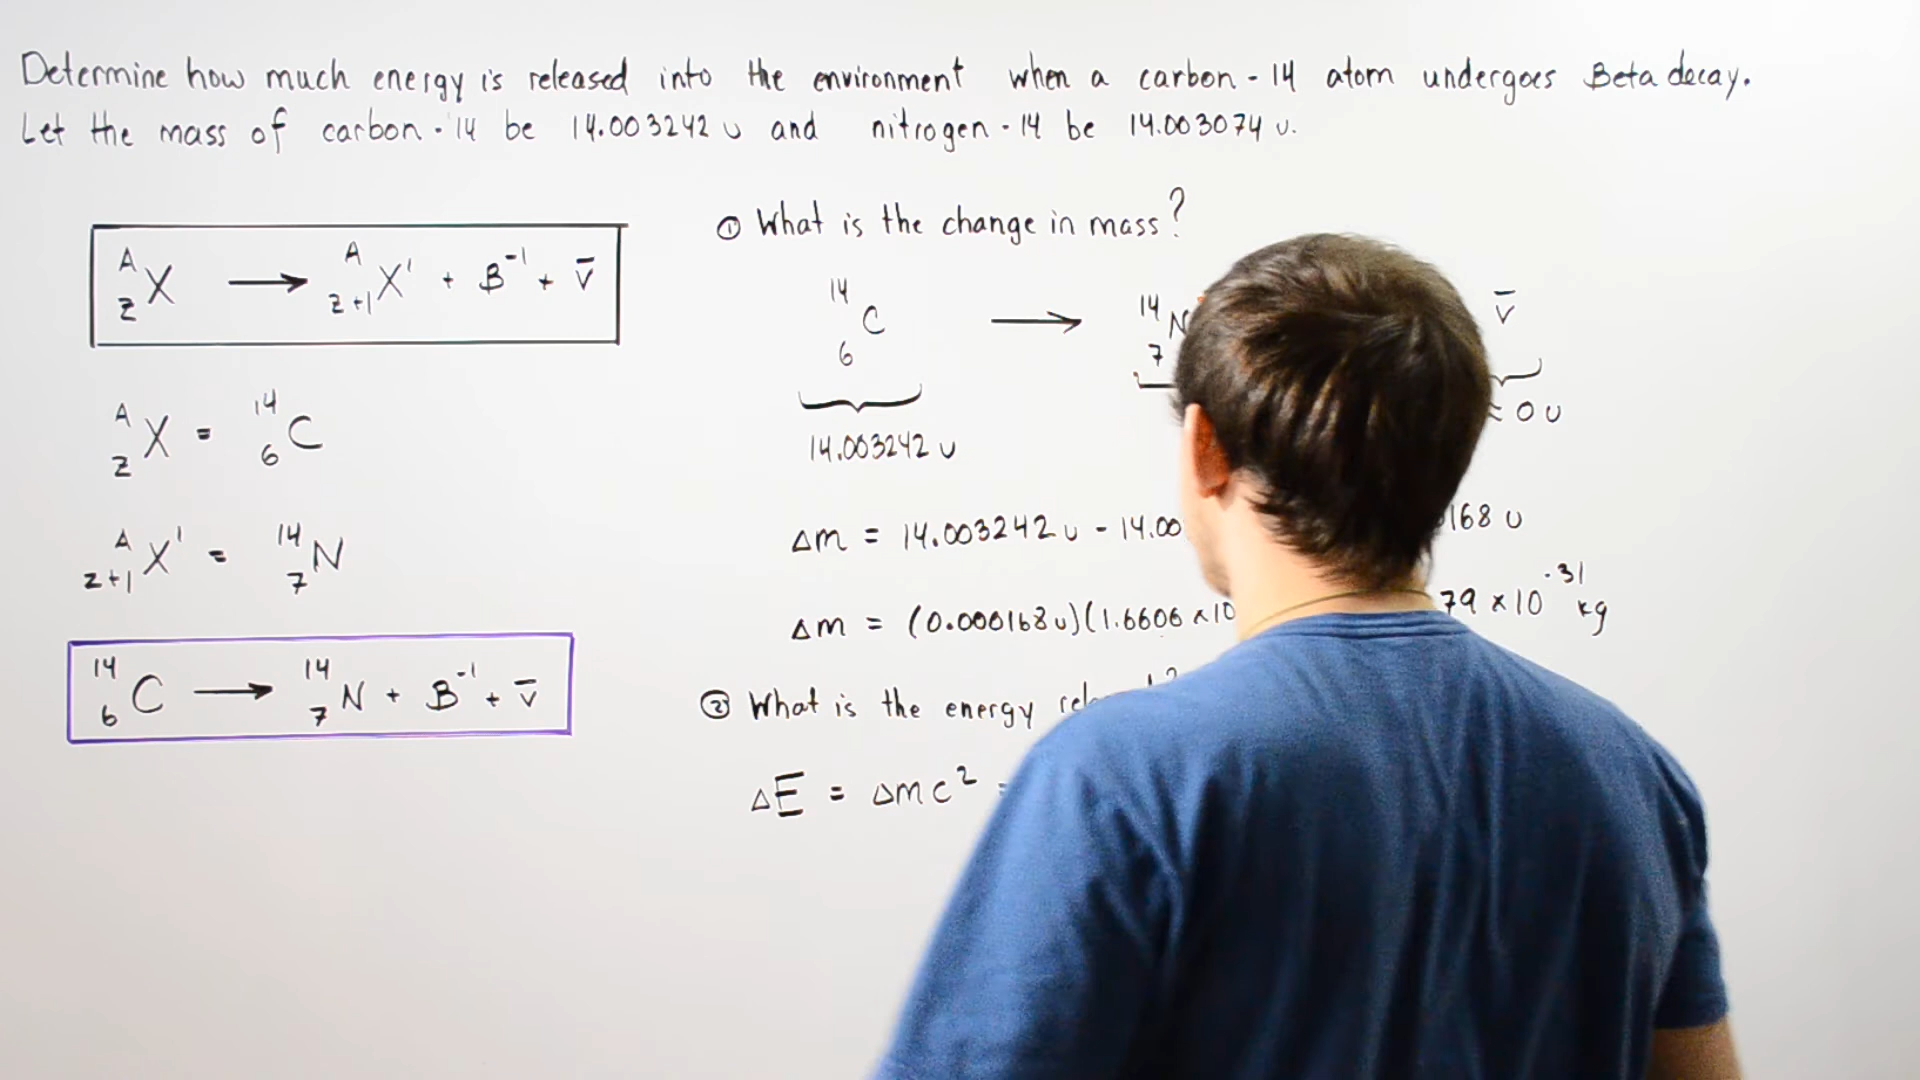 Determine how much energy is released into the environment when a carbon-14 atom undergoes Beta decay.
Let the mass of carbon-14 be 14.003242 u and nitrogen-14 be 14.003074 u.
A Z X → A Z+1 X' + B⁻¹ + v̄
A Z X = 14 6 C
A Z+1 X' = 14 7 N
14 6 C → 14 7 N + B⁻¹ + v̄
① What is the change in mass?
14 6 C → 14 7 N v̄
14.003242 u ≈ 0 u
Δm = 14.003242 u - 14.00 168 u
Δm = (0.000168 u)(1.6606 x 10 79 x 10⁻³¹ kg
② What is the energy ?
ΔE = Δmc² =